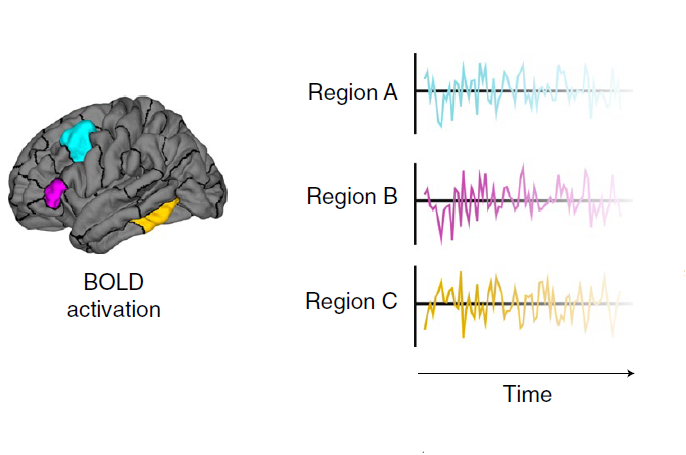 BOLD
activation
Region A
Region B
Region C
Time